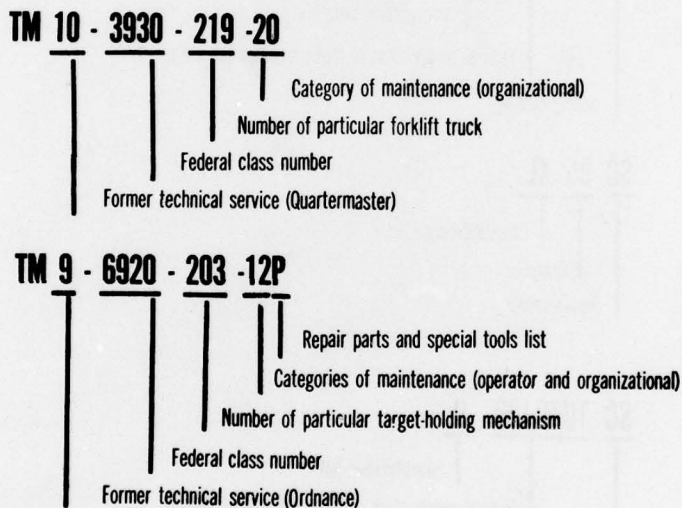 TM 10 - 3930 - 219 -20
Category of maintenance (organizational)
Number of particular forklift truck
Federal class number
Former technical service (Quartermaster)
TM 9 - 6920 - 203 -12P
Repair parts and special tools list
Categories of maintenance (operator and organizational)
Number of particular target-holding mechanism
Federal class number
Former technical service (Ordnance)